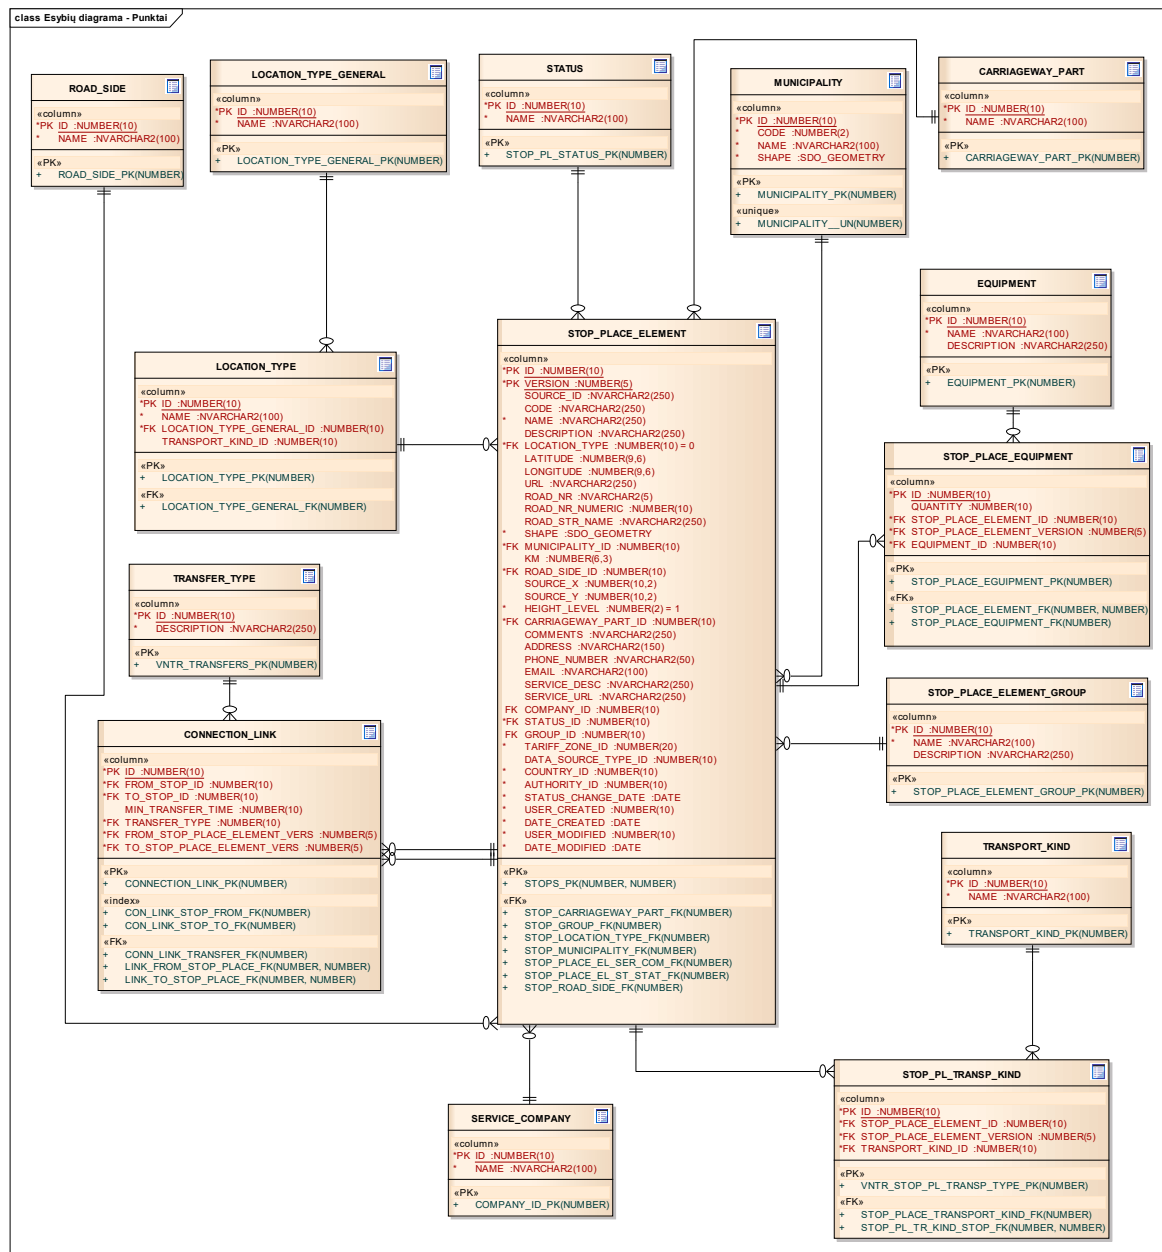 class Esybių diagrama - Punktai
ROAD_SIDE
«column»
*PK ID :NUMBER(10)
* NAME :NVARCHAR2(100)
«PK»
+ ROAD_SIDE_PK(NUMBER)
LOCATION_TYPE_GENERAL
«column»
*PK ID :NUMBER(10)
* NAME :NVARCHAR2(100)
«PK»
+ LOCATION_TYPE_GENERAL_PK(NUMBER)
STATUS
«column»
*PK ID :NUMBER(10)
* NAME :NVARCHAR2(100)
«PK»
+ STOP_PL_STATUS_PK(NUMBER)
MUNICIPALITY
«column»
*PK ID :NUMBER(10)
* CODE :NUMBER(2)
* NAME :NVARCHAR2(100)
* SHAPE :SDO_GEOMETRY
«PK»
+ MUNICIPALITY_PK(NUMBER)
«unique»
+ MUNICIPALITY__UN(NUMBER)
CARRIAGEWAY_PART
«column»
*PK ID :NUMBER(10)
* NAME :NVARCHAR2(100)
«PK»
+ CARRIAGEWAY_PART_PK(NUMBER)
EQUIPMENT
«column»
*PK ID :NUMBER(10)
* NAME :NVARCHAR2(100)
DESCRIPTION :NVARCHAR2(250)
«PK»
+ EQUIPMENT_PK(NUMBER)
LOCATION_TYPE
«column»
*PK ID :NUMBER(10)
* NAME :NVARCHAR2(100)
*FK LOCATION_TYPE_GENERAL_ID :NUMBER(10)
TRANSPORT_KIND_ID :NUMBER(10)
«PK»
+ LOCATION_TYPE_PK(NUMBER)
«FK»
+ LOCATION_TYPE_GENERAL_FK(NUMBER)
STOP_PLACE_ELEMENT
«column»
*PK ID :NUMBER(10)
*PK VERSION :NUMBER(5)
SOURCE_ID :NVARCHAR2(250)
CODE :NVARCHAR2(250)
* NAME :NVARCHAR2(250)
DESCRIPTION :NVARCHAR2(250)
*FK LOCATION_TYPE :NUMBER(10) = 0
LATITUDE :NUMBER(9,6)
LONGITUDE :NUMBER(9,6)
URL :NVARCHAR2(250)
ROAD_NR :NVARCHAR2(5)
ROAD_NR_NUMERIC :NUMBER(10)
ROAD_STR_NAME :NVARCHAR2(250)
* SHAPE :SDO_GEOMETRY
*FK MUNICIPALITY_ID :NUMBER(10)
KM :NUMBER(6,3)
*FK ROAD_SIDE_ID :NUMBER(10)
SOURCE_X :NUMBER(10,2)
SOURCE_Y :NUMBER(10,2)
* HEIGHT_LEVEL :NUMBER(2) = 1
*FK CARRIAGEWAY_PART_ID :NUMBER(10)
COMMENTS :NVARCHAR2(250)
ADDRESS :NVARCHAR2(150)
PHONE_NUMBER :NVARCHAR2(50)
EMAIL :NVARCHAR2(100)
SERVICE_DESC :NVARCHAR2(250)
SERVICE_URL :NVARCHAR2(250)
FK COMPANY_ID :NUMBER(10)
*FK STATUS_ID :NUMBER(10)
FK GROUP_ID :NUMBER(10)
* TARIFF_ZONE_ID :NUMBER(20)
DATA_SOURCE_TYPE_ID :NUMBER(10)
* COUNTRY_ID :NUMBER(10)
* AUTHORITY_ID :NUMBER(10)
* STATUS_CHANGE_DATE :DATE
* USER_CREATED :NUMBER(10)
* DATE_CREATED :DATE
* USER_MODIFIED :NUMBER(10)
* DATE_MODIFIED :DATE
«PK»
+ STOPS_PK(NUMBER, NUMBER)
«FK»
+ STOP_CARRIAGEWAY_PART_FK(NUMBER)
+ STOP_GROUP_FK(NUMBER)
+ STOP_LOCATION_TYPE_FK(NUMBER)
+ STOP_MUNICIPALITY_FK(NUMBER)
+ STOP_PLACE_EL_SER_COM_FK(NUMBER)
+ STOP_PLACE_EL_ST_STAT_FK(NUMBER)
+ STOP_ROAD_SIDE_FK(NUMBER)
STOP_PLACE_EQUIPMENT
«column»
*PK ID :NUMBER(10)
QUANTITY :NUMBER(10)
*FK STOP_PLACE_ELEMENT_ID :NUMBER(10)
*FK STOP_PLACE_ELEMENT_VERSION :NUMBER(5)
*FK EQUIPMENT_ID :NUMBER(10)
«PK»
+ STOP_PLACE_EGUIPMENT_PK(NUMBER)
«FK»
+ STOP_PLACE_ELEMENT_FK(NUMBER, NUMBER)
+ STOP_PLACE_EQUIPMENT_FK(NUMBER)
TRANSFER_TYPE
«column»
*PK ID :NUMBER(10)
* DESCRIPTION :NVARCHAR2(250)
«PK»
+ VNTR_TRANSFERS_PK(NUMBER)
STOP_PLACE_ELEMENT_GROUP
«column»
*PK ID :NUMBER(10)
* NAME :NVARCHAR2(100)
DESCRIPTION :NVARCHAR2(250)
«PK»
+ STOP_PLACE_ELEMENT_GROUP_PK(NUMBER)
CONNECTION_LINK
«column»
*PK ID :NUMBER(10)
*FK FROM_STOP_ID :NUMBER(10)
*FK TO_STOP_ID :NUMBER(10)
MIN_TRANSFER_TIME :NUMBER(10)
*FK TRANSFER_TYPE :NUMBER(10)
*FK FROM_STOP_PLACE_ELEMENT_VERS :NUMBER(5)
*FK TO_STOP_PLACE_ELEMENT_VERS :NUMBER(5)
«PK»
+ CONNECTION_LINK_PK(NUMBER)
«index»
+ CON_LINK_STOP_FROM_FK(NUMBER)
+ CON_LINK_STOP_TO_FK(NUMBER)
«FK»
+ CONN_LINK_TRANSFER_FK(NUMBER)
+ LINK_FROM_STOP_PLACE_FK(NUMBER, NUMBER)
+ LINK_TO_STOP_PLACE_FK(NUMBER, NUMBER)
TRANSPORT_KIND
«column»
*PK ID :NUMBER(10)
* NAME :NVARCHAR2(100)
«PK»
+ TRANSPORT_KIND_PK(NUMBER)
SERVICE_COMPANY
«column»
*PK ID :NUMBER(10)
* NAME :NVARCHAR2(100)
«PK»
+ COMPANY_ID_PK(NUMBER)
STOP_PL_TRANSP_KIND
«column»
*PK ID :NUMBER(10)
*FK STOP_PLACE_ELEMENT_ID :NUMBER(10)
*FK STOP_PLACE_ELEMENT_VERSION :NUMBER(5)
*FK TRANSPORT_KIND_ID :NUMBER(10)
«PK»
+ VNTR_STOP_PL_TRANSP_TYPE_PK(NUMBER)
«FK»
+ STOP_PLACE_TRANSPORT_KIND_FK(NUMBER)
+ STOP_PL_TR_KIND_STOP_FK(NUMBER, NUMBER)